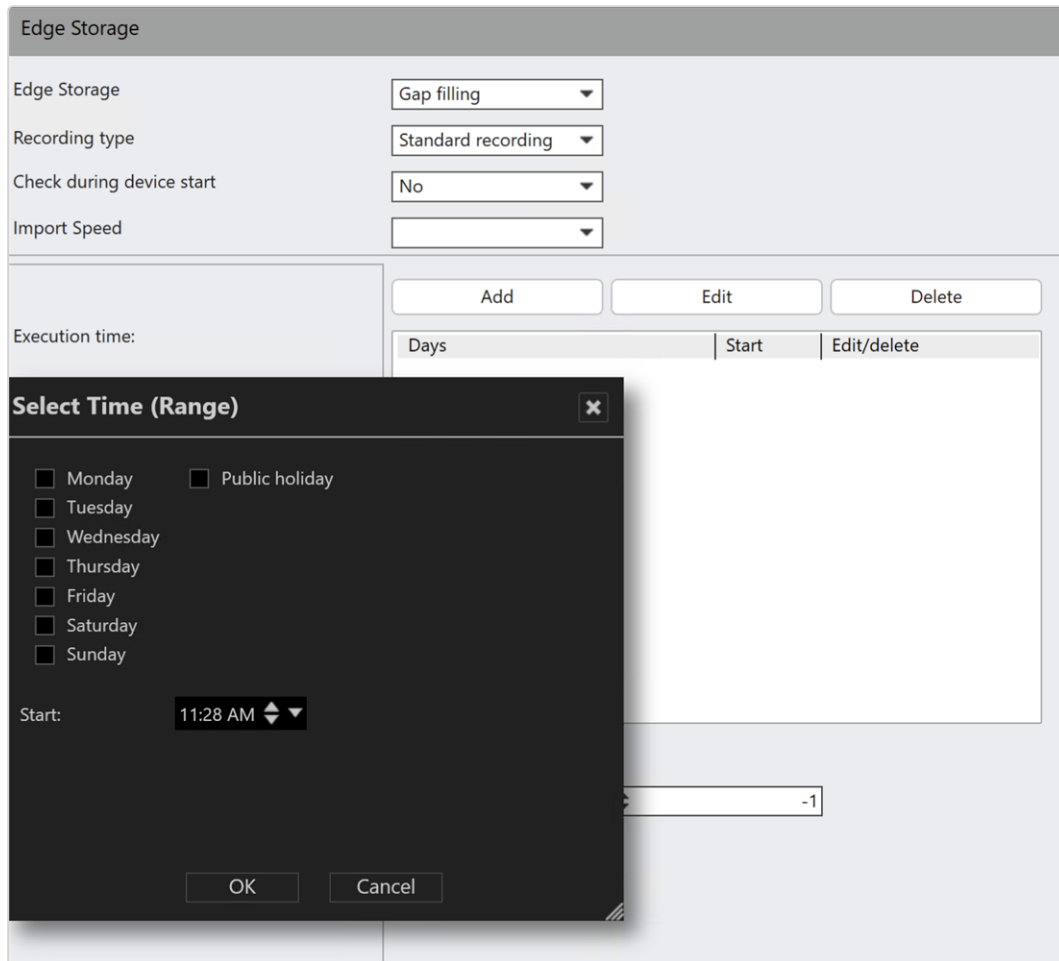 Edge Storage
Edge Storage Gap filling
Recording type Standard recording
Check during device start No
Import Speed
Add Edit Delete
Execution time:
Days Start Edit/delete
Select Time (Range)
Monday Public holiday
Tuesday
Wednesday
Thursday
Friday
Saturday
Sunday
Start: 11:28 AM
-1
OK Cancel